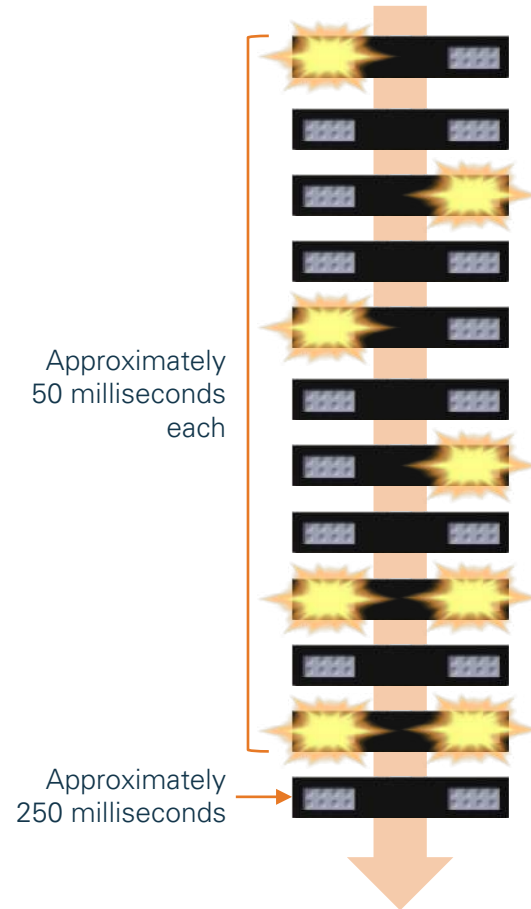 Approximately
50 milliseconds
each
Approximately
250 milliseconds